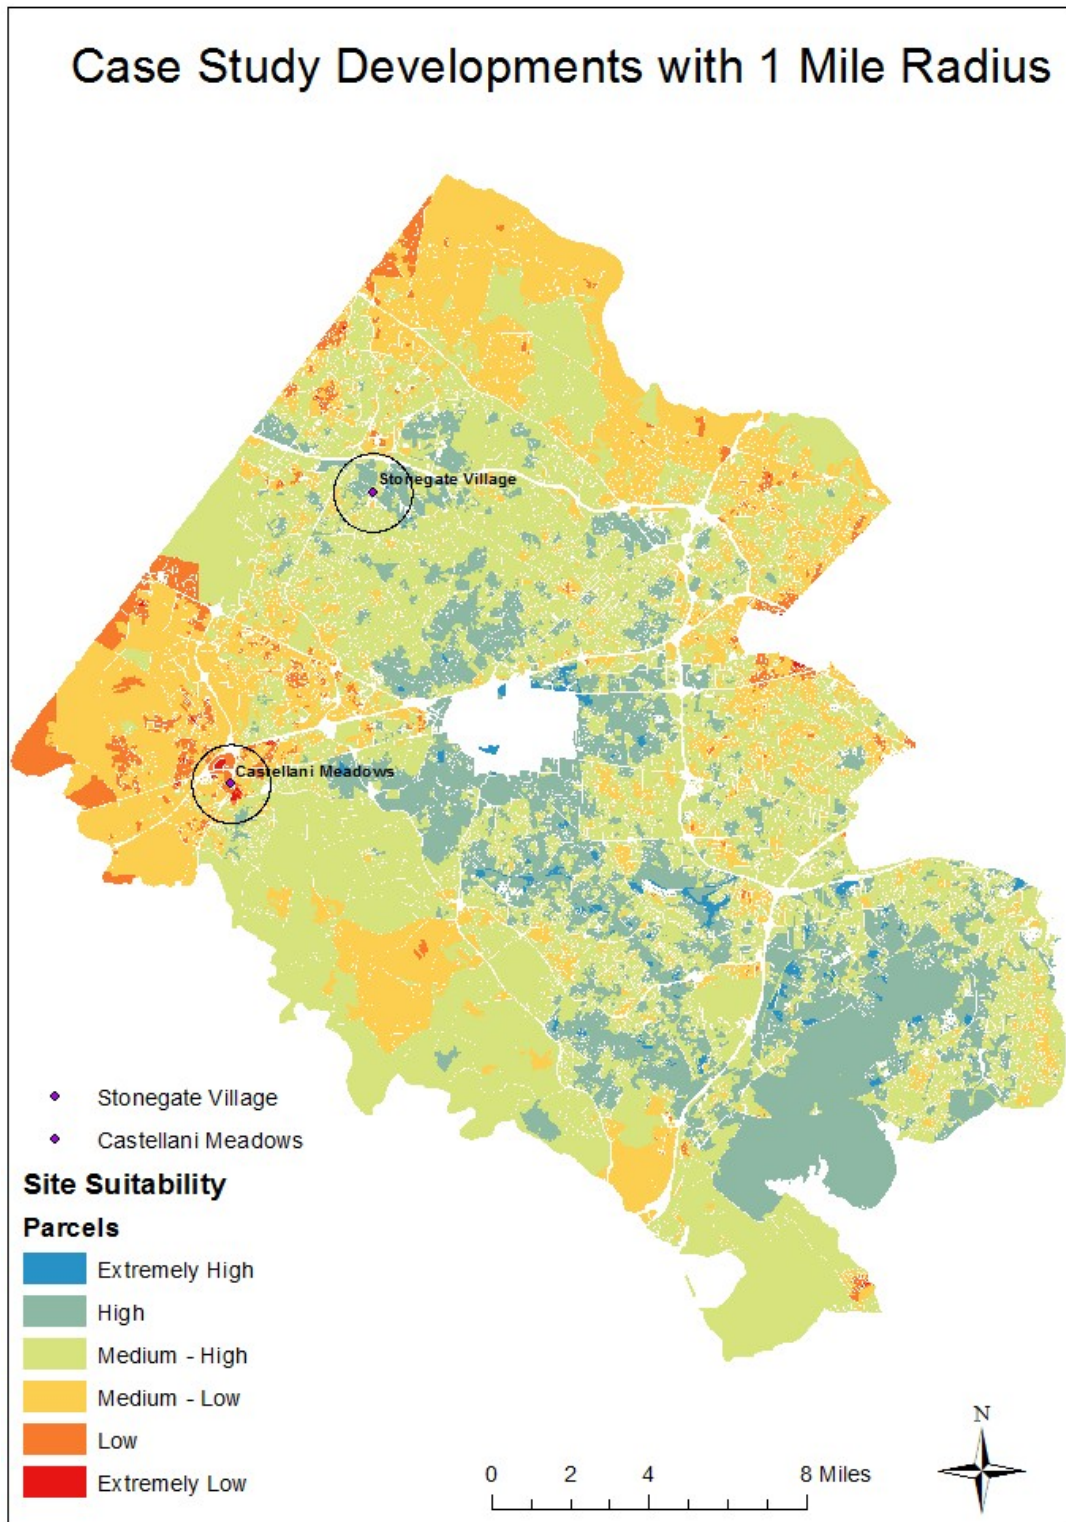 Case Study Developments with 1 Mile Radius
Stonegate Village
Castellani Meadows
Stonegate Village
Castellani Meadows
Site Suitability
Parcels
Extremely High
High
Medium - High
Medium - Low
Low
Extremely Low
N
0 2 4 8 Miles